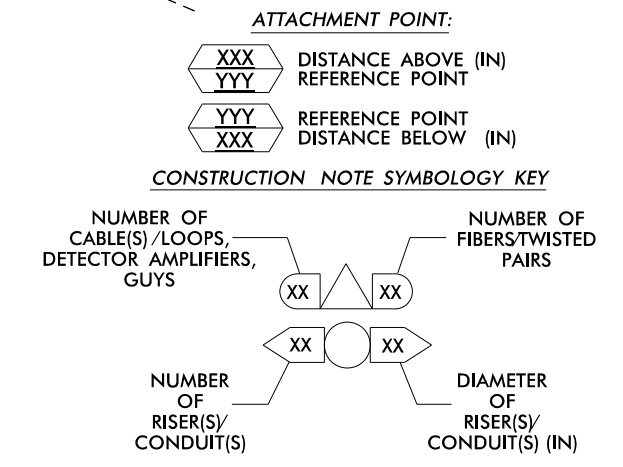 ATTACHMENT POINT:
XXX
YYY
DISTANCE ABOVE (IN)
REFERENCE POINT
YYY
XXX
REFERENCE POINT
DISTANCE BELOW (IN)
CONSTRUCTION NOTE SYMBOLOGY KEY
NUMBER OF
CABLE(S)/LOOPS,
DETECTOR AMPLIFIERS,
GUYS
NUMBER OF
FIBERS/TWISTED
PAIRS
XX
XX
XX
XX
NUMBER
OF
RISER(S)/
CONDUIT(S)
DIAMETER
OF
RISER(S)/
CONDUIT(S) (IN)